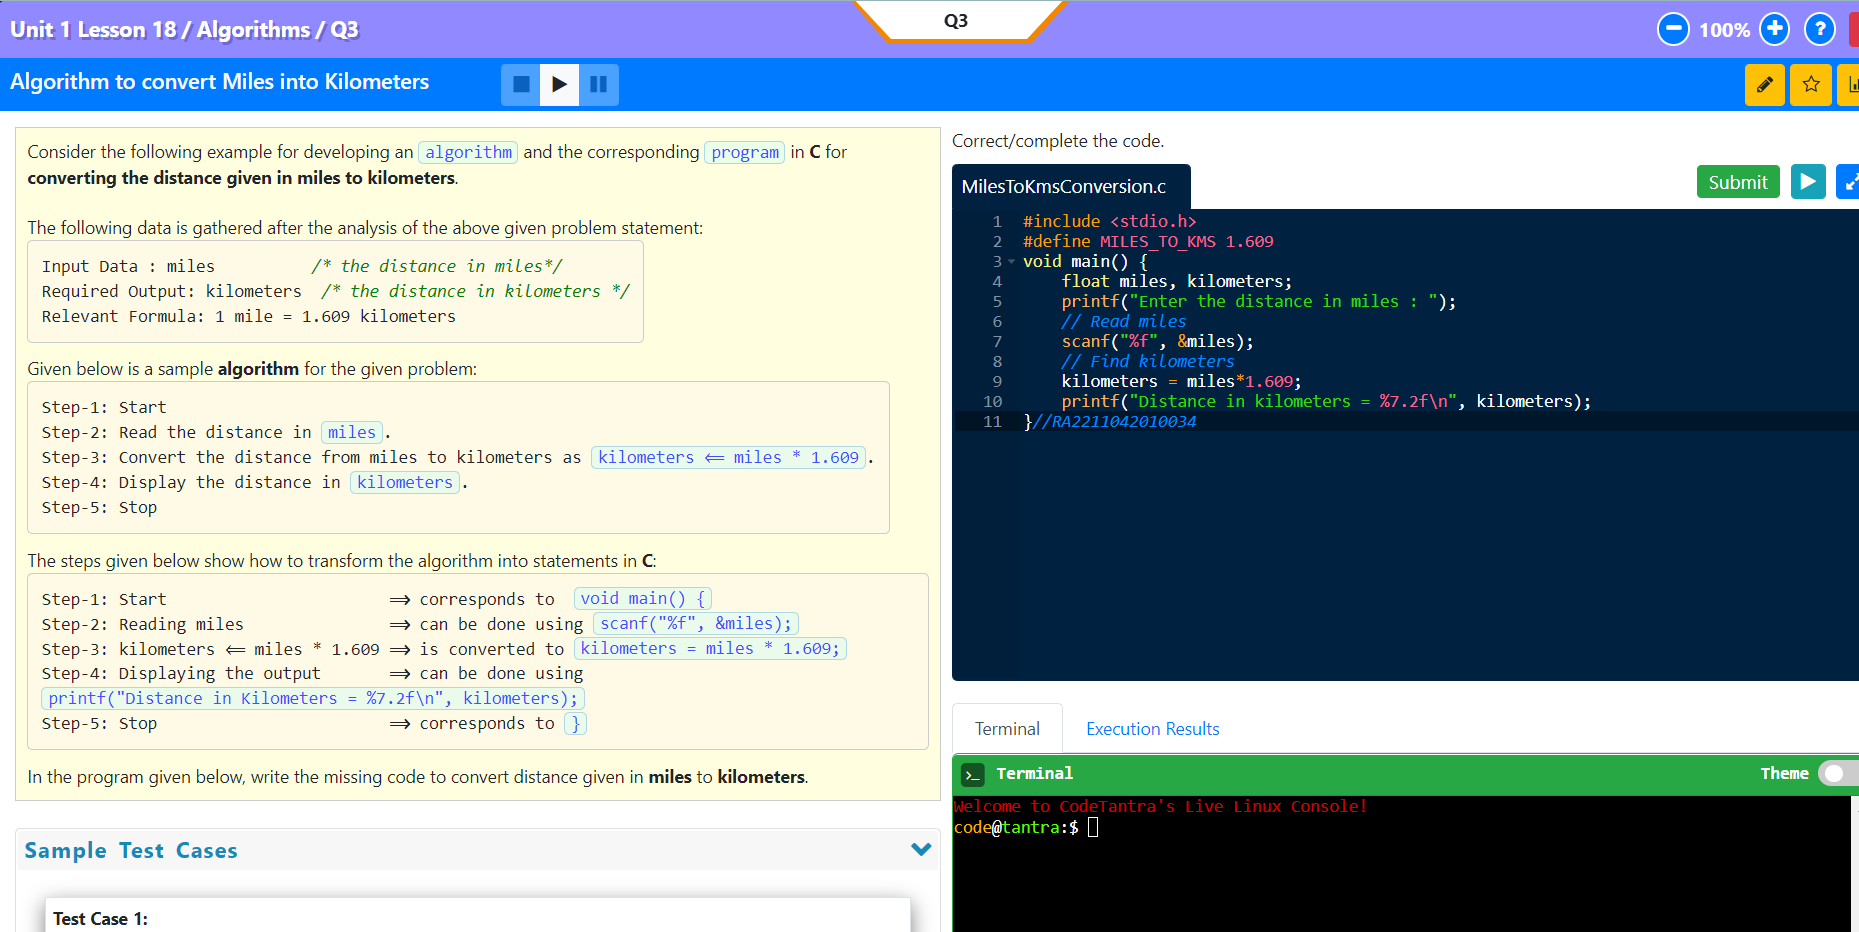 Unit 1 Lesson 18 / Algorithms / Q3
Q3
100%
?
Algorithm to convert Miles into Kilometers
Consider the following example for developing an algorithm and the corresponding program in C for
converting the distance given in miles to kilometers.
The following data is gathered after the analysis of the above given problem statement:
Input Data : miles /* the distance in miles*/
Required Output: kilometers /* the distance in kilometers */
Relevant Formula: 1 mile = 1.609 kilometers
Given below is a sample algorithm for the given problem:
Step-1: Start
Step-2: Read the distance in miles.
Step-3: Convert the distance from miles to kilometers as kilometers ⟸ miles * 1.609.
Step-4: Display the distance in kilometers.
Step-5: Stop
The steps given below show how to transform the algorithm into statements in C:
Step-1: Start ⟹ corresponds to void main() {
Step-2: Reading miles ⟹ can be done using scanf("%f", &miles);
Step-3: kilometers ⟸ miles * 1.609 ⟹ is converted to kilometers = miles * 1.609;
Step-4: Displaying the output ⟹ can be done using
printf("Distance in Kilometers = %7.2f\n", kilometers);
Step-5: Stop ⟹ corresponds to }
In the program given below, write the missing code to convert distance given in miles to kilometers.
Sample Test Cases
Test Case 1:
Correct/complete the code.
MilesToKmsConversion.c
Submit
1 #include <stdio.h>
2 #define MILES_TO_KMS 1.609
3 void main() {
4 float miles, kilometers;
5 printf("Enter the distance in miles : ");
6 // Read miles
7 scanf("%f", &miles);
8 // Find kilometers
9 kilometers = miles*1.609;
10 printf("Distance in kilometers = %7.2f\n", kilometers);
11 }//RA2211042010034
Terminal
Execution Results
>_ Terminal
Theme
Welcome to CodeTantra's Live Linux Console!
code@tantra:$